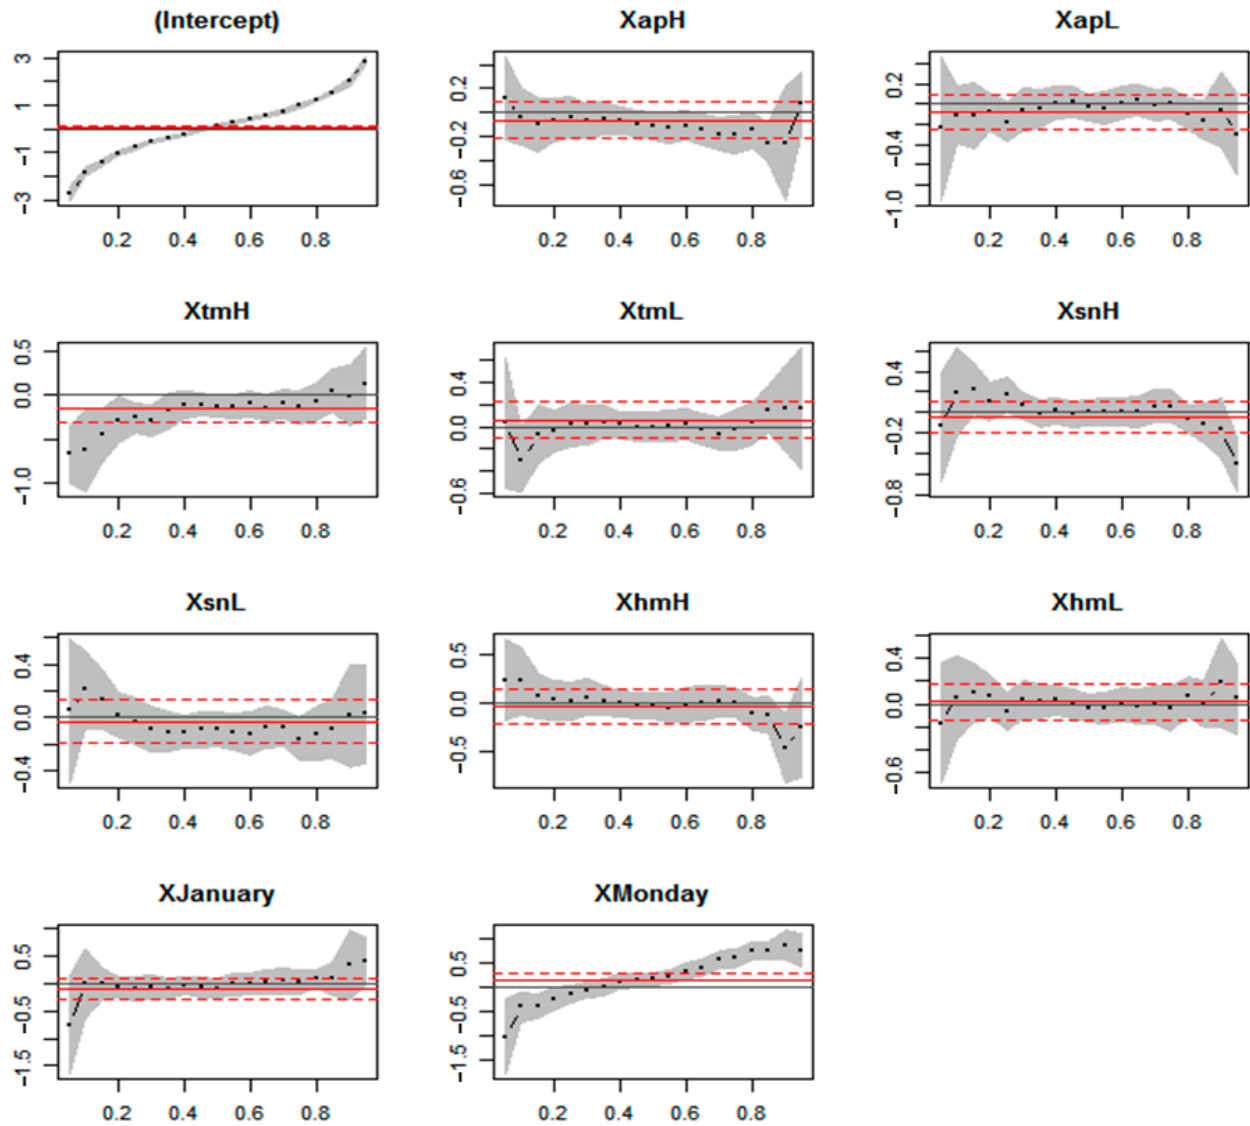 (Intercept) XapH XapL
3 1 -1 -3
0.2 -0.2 -0.6
0.2 -0.4 -1.0
0.2 0.4 0.6 0.8 0.2 0.4 0.6 0.8 0.2 0.4 0.6 0.8
XtmH XtmL XsnH
0.5 0.0 -1.0
0.4 0.0 -0.6
0.4 -0.2 -0.8
0.2 0.4 0.6 0.8 0.2 0.4 0.6 0.8 0.2 0.4 0.6 0.8
XsnL XhmH XhmL
0.4 0.0 -0.4
0.5 0.0 -0.5
0.4 0.0 -0.6
0.2 0.4 0.6 0.8 0.2 0.4 0.6 0.8 0.2 0.4 0.6 0.8
XJanuary XMonday
0.5 -0.5 -1.5
0.5 -0.5 -1.5
0.2 0.4 0.6 0.8 0.2 0.4 0.6 0.8